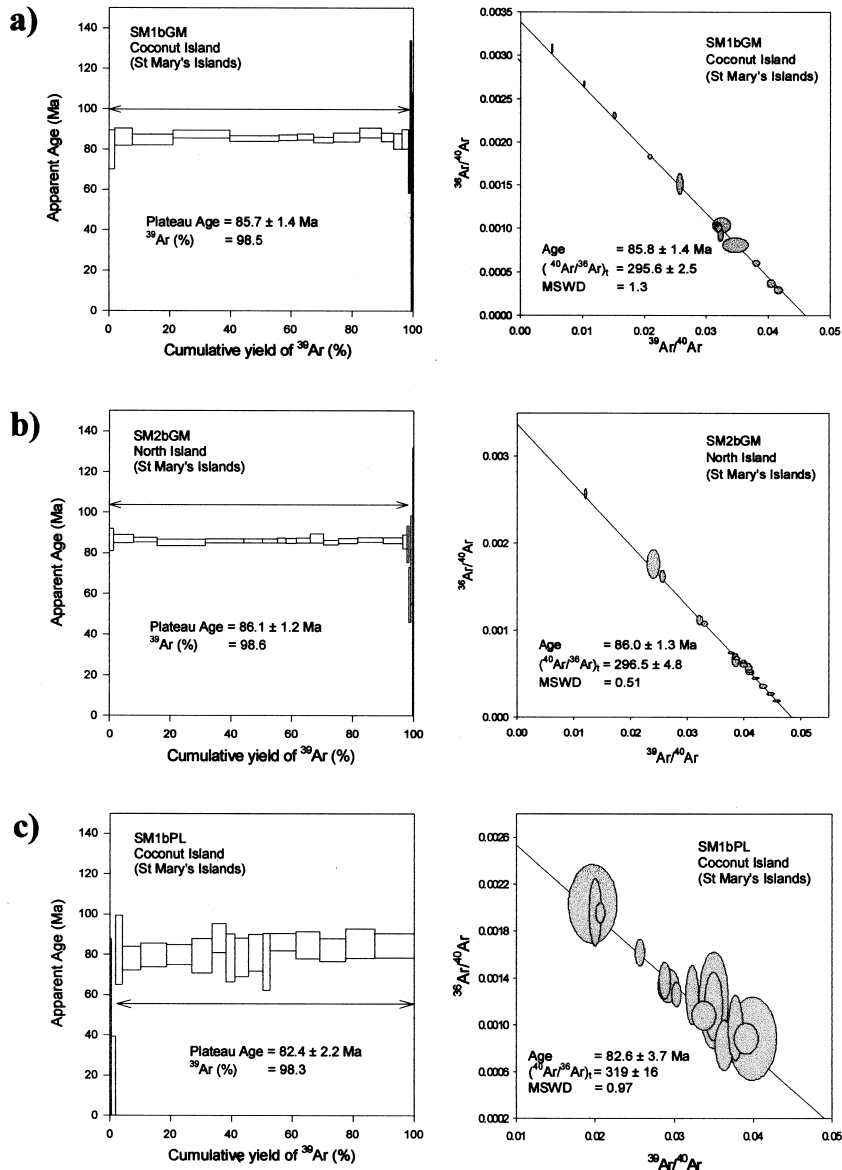 a)
SM1bGM
Coconut Island
(St Mary's Islands)
Plateau Age = 85.7 ± 1.4 Ma
39Ar (%) = 98.5
Apparent Age (Ma)
140
120
100
80
60
40
20
0
0 20 40 60 80 100
Cumulative yield of 39Ar (%)
SM1bGM
Coconut Island
(St Mary's Islands)
Age = 85.8 ± 1.4 Ma
(40Ar/36Ar)t = 295.6 ± 2.5
MSWD = 1.3
36Ar/40Ar
0.0035
0.0030
0.0025
0.0020
0.0015
0.0010
0.0005
0.0000
0.00 0.01 0.02 0.03 0.04 0.05
39Ar/40Ar
b)
SM2bGM
North Island
(St Mary's Islands)
Plateau Age = 86.1 ± 1.2 Ma
39Ar (%) = 98.6
Apparent Age (Ma)
140
120
100
80
60
40
20
0
0 20 40 60 80 100
Cumulative yield of 39Ar (%)
SM2bGM
North Island
(St Mary's Islands)
Age = 86.0 ± 1.3 Ma
(40Ar/36Ar)t = 296.5 ± 4.8
MSWD = 0.51
36Ar/40Ar
0.003
0.002
0.001
0.000
0.00 0.01 0.02 0.03 0.04 0.05
39Ar/40Ar
c)
SM1bPL
Coconut Island
(St Mary's Islands)
Plateau Age = 82.4 ± 2.2 Ma
39Ar (%) = 98.3
Apparent Age (Ma)
140
120
100
80
60
40
20
0
0 20 40 60 80 100
Cumulative yield of 39Ar (%)
SM1bPL
Coconut Island
(St Mary's Islands)
Age = 82.6 ± 3.7 Ma
(40Ar/36Ar)t = 319 ± 16
MSWD = 0.97
36Ar/40Ar
0.0026
0.0022
0.0018
0.0014
0.0010
0.0006
0.0002
0.01 0.02 0.03 0.04 0.05
39Ar/40Ar